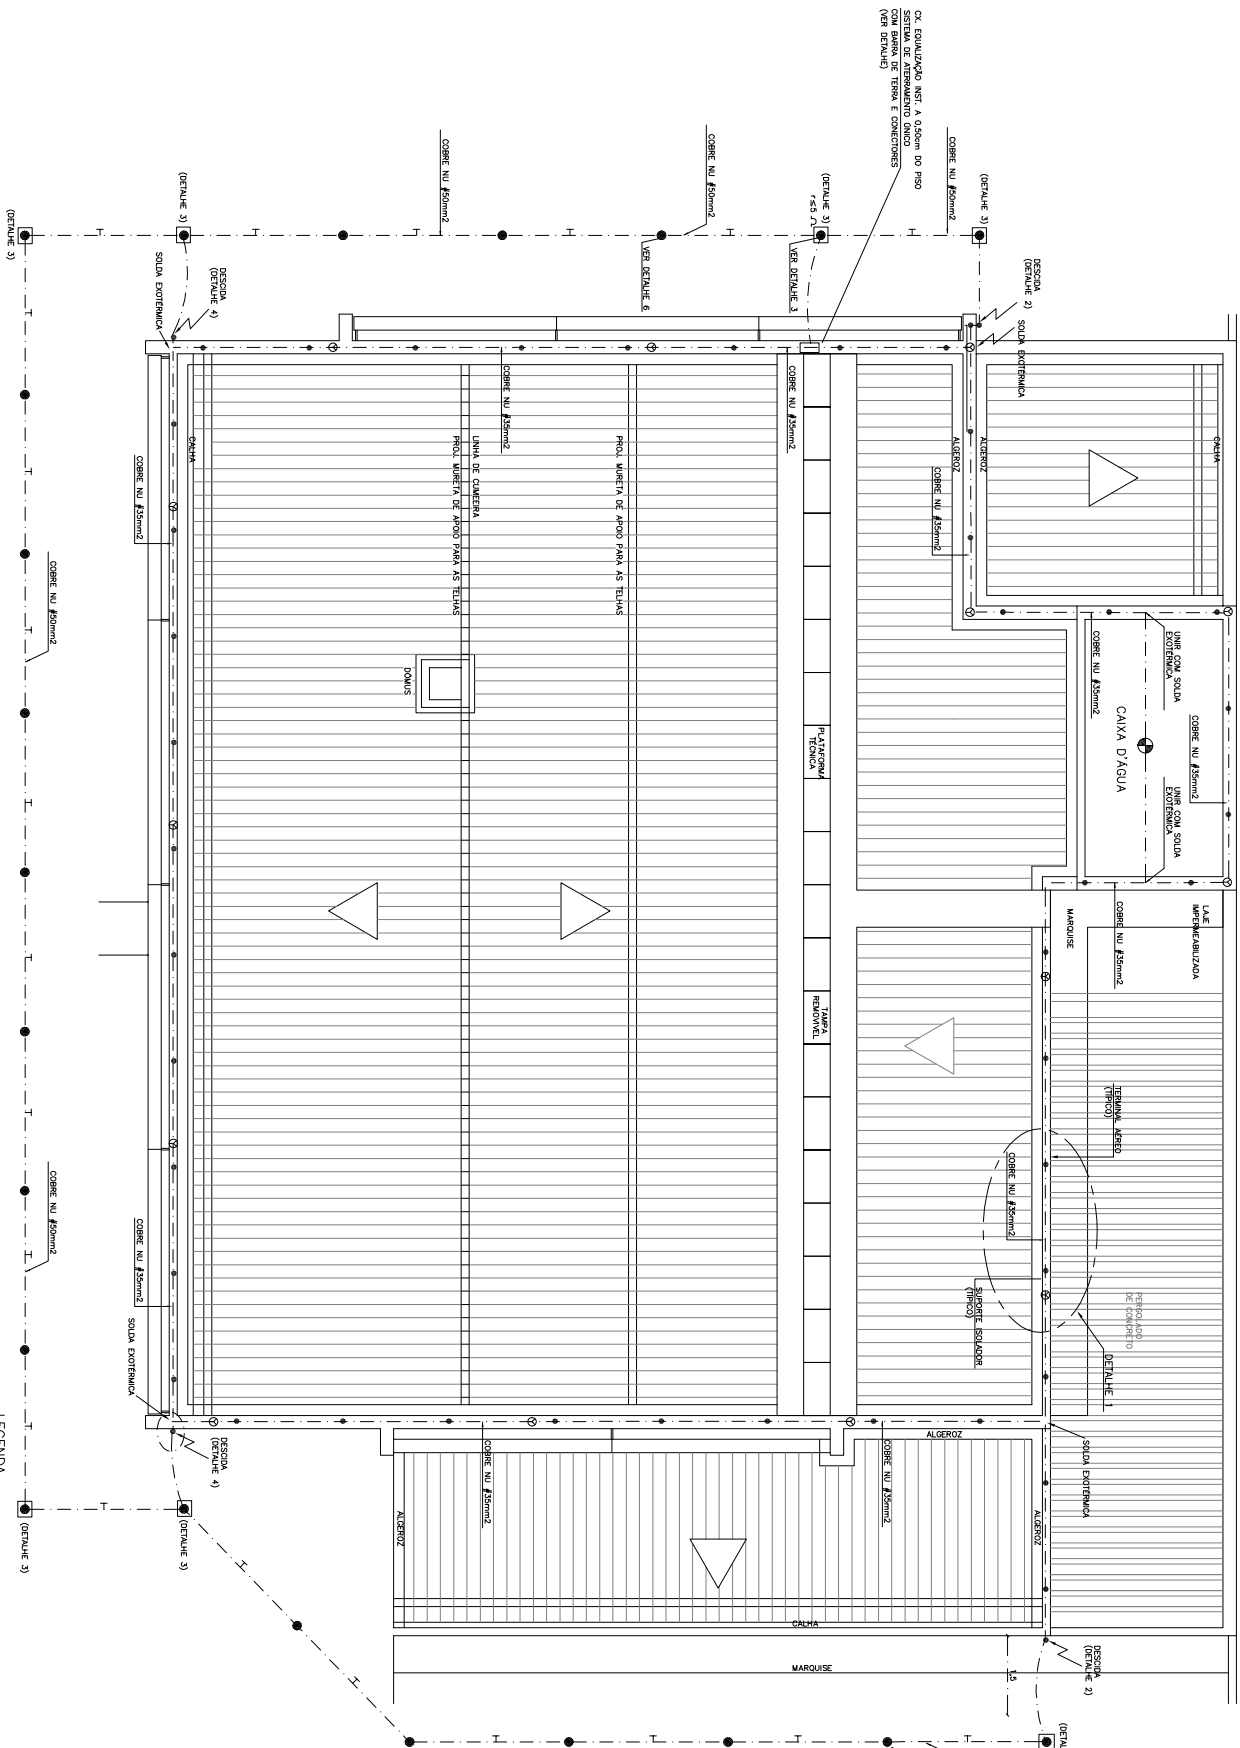 CX. EQUALIZAÇÃO INST. A 0,50cm DO PISO
SISTEMA DE ATERRAMENTO ÚNICO
COM BARRA DE TERRA E CONECTORES
(VER DETALHE)
COBRE NU #50mm2
(DETALHE 3)
DESCIDA
(DETALHE 2)
SOLDA EXOTÉRMICA
(DETALHE 3)
r≤5
VER DETALHE 3
COBRE NU #50mm2
VER DETALHE 6
COBRE NU #50mm2
(DETALHE 3)
DESCIDA
(DETALHE 4)
SOLDA EXOTÉRMICA
(DETALHE 3)
CALHA
ALGEROZ
ALGEROZ
COBRE NU #35mm2
COBRE NU #35mm2
COBRE NU #35mm2
PROJ. MURETA DE APOIO PARA AS TELHAS
LINHA DE CUMEEIRA
PROJ. MURETA DE APOIO PARA AS TELHAS
CALHA
COBRE NU #35mm2
COBRE NU #50mm2
UNIR COM SOLDA
EXOTÉRMICA
COBRE NU #35mm2
COBRE NU #35mm2
CAIXA D'ÁGUA
UNIR COM SOLDA
EXOTÉRMICA
DOMUS
PLATAFORMA
TÉCNICA
LAJE
IMPERMEABILIZADA
MARQUISE
COBRE NU #35mm2
TAMPA
REMOVIVEL
TERMINAL AÉREO
(TIPICO)
COBRE NU #35mm2
SUPORTE ISOLADOR
(TIPICO)
PERGOLADO
DE CONCRETO
DETALHE 1
COBRE NU #50mm2
COBRE NU #35mm2
SOLDA EXOTÉRMICA
SOLDA EXOTÉRMICA
ALGEROZ
COBRE NU #35mm2
COBRE NU #35mm2
DESCIDA
(DETALHE 4)
LEGENDA
ALGEROZ
ALGEROZ
(DETALHE 3)
(DETALHE 3)
CALHA
MARQUISE
1,5
DESCIDA
(DETALHE 2)
(DETAL